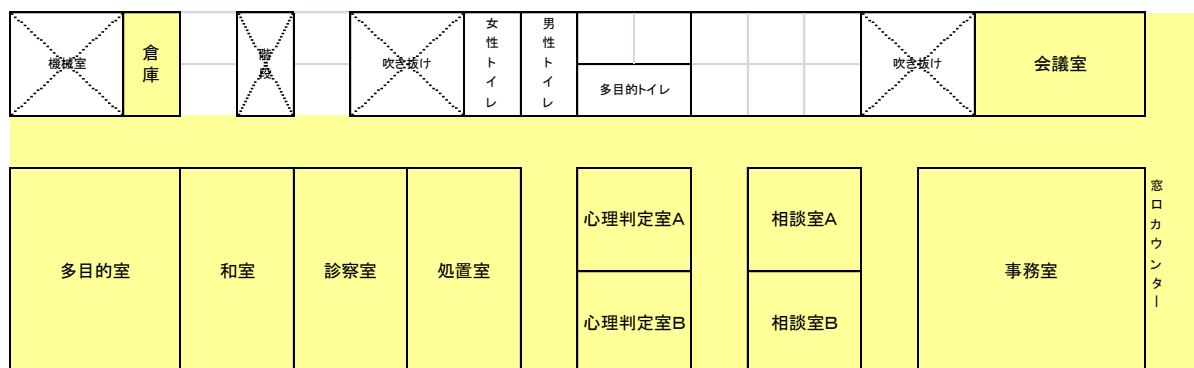 機械室
倉庫
階段
吹き抜け
女性トイレ
男性トイレ
多目的トイレ
吹き抜け
会議室
多目的室
和室
診察室
処置室
心理判定室A
心理判定室B
相談室A
相談室B
事務室
窓口カウンター